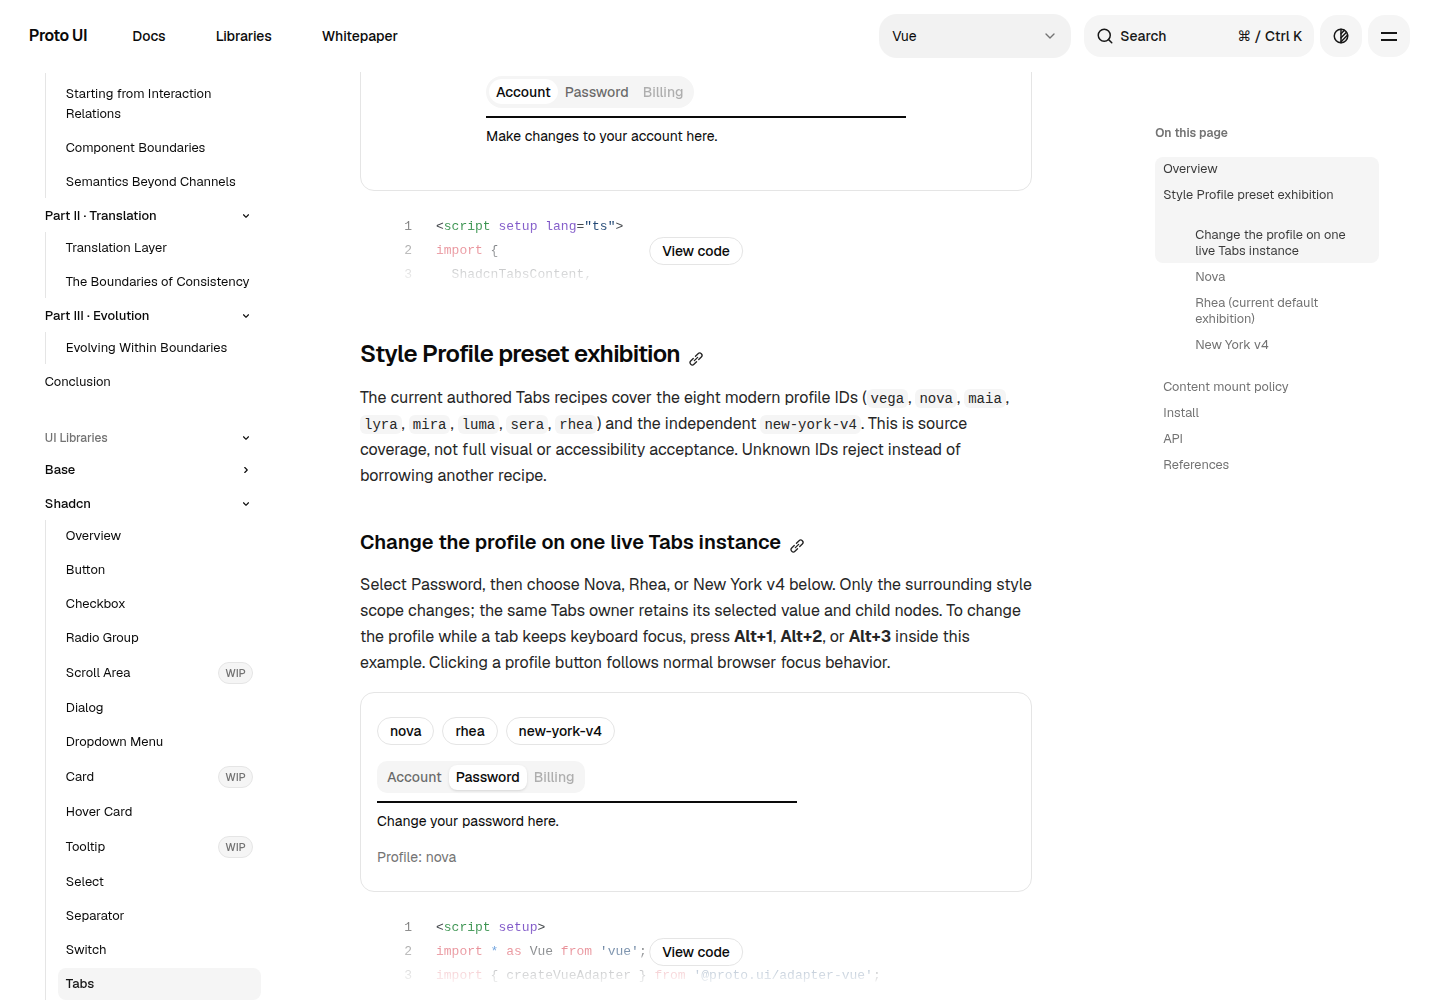 Proto UI
Docs
Libraries
Whitepaper
Vue
Search
⌘ / Ctrl K
Starting from Interaction
Relations
Component Boundaries
Semantics Beyond Channels
Part II · Translation
Translation Layer
The Boundaries of Consistency
Part III · Evolution
Evolving Within Boundaries
Conclusion
UI Libraries
Base
Shadcn
Overview
Button
Checkbox
Radio Group
Scroll Area WIP
Dialog
Dropdown Menu
Card WIP
Hover Card
Tooltip WIP
Select
Separator
Switch
Tabs
Account Password Billing
Make changes to your account here.
1 <script setup lang="ts">
2 import {
3 ShadcnTabsContent,
View code
Style Profile preset exhibition
The current authored Tabs recipes cover the eight modern profile IDs ( vega , nova , maia ,
lyra , mira , luma , sera , rhea ) and the independent new-york-v4 . This is source
coverage, not full visual or accessibility acceptance. Unknown IDs reject instead of
borrowing another recipe.
Change the profile on one live Tabs instance
Select Password, then choose Nova, Rhea, or New York v4 below. Only the surrounding style
scope changes; the same Tabs owner retains its selected value and child nodes. To change
the profile while a tab keeps keyboard focus, press Alt+1, Alt+2, or Alt+3 inside this
example. Clicking a profile button follows normal browser focus behavior.
nova rhea new-york-v4
Account Password Billing
Change your password here.
Profile: nova
1 <script setup>
2 import * as Vue from 'vue';
3 import { createVueAdapter } from '@proto.ui/adapter-vue';
View code
On this page
Overview
Style Profile preset exhibition
Change the profile on one
live Tabs instance
Nova
Rhea (current default
exhibition)
New York v4
Content mount policy
Install
API
References